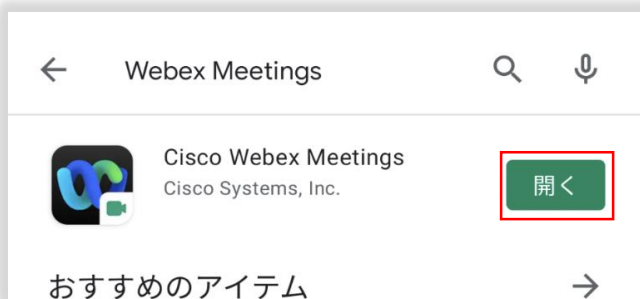 Webex Meetings
Cisco Webex Meetings
Cisco Systems, Inc.
開く
おすすめのアイテム